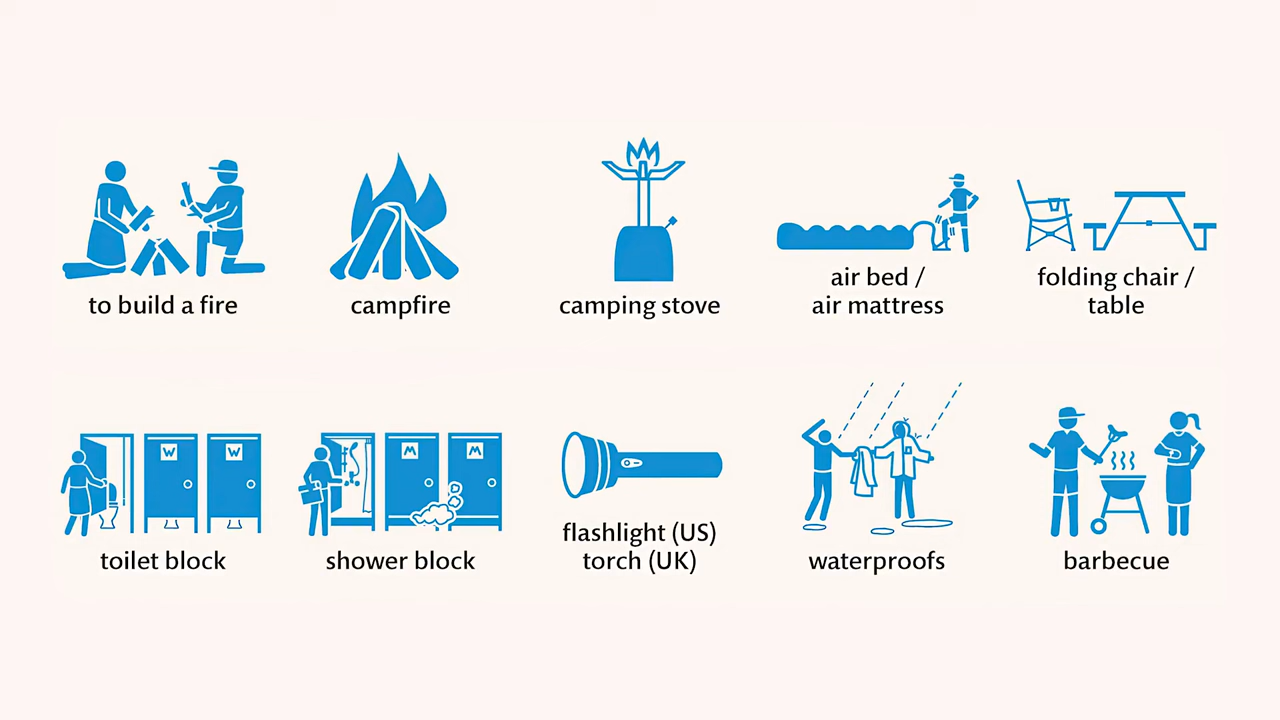 to build a fire
campfire
camping stove
air bed /
air mattress
folding chair /
table
W
W
toilet block
M
M
shower block
flashlight (US)
torch (UK)
waterproofs
barbecue